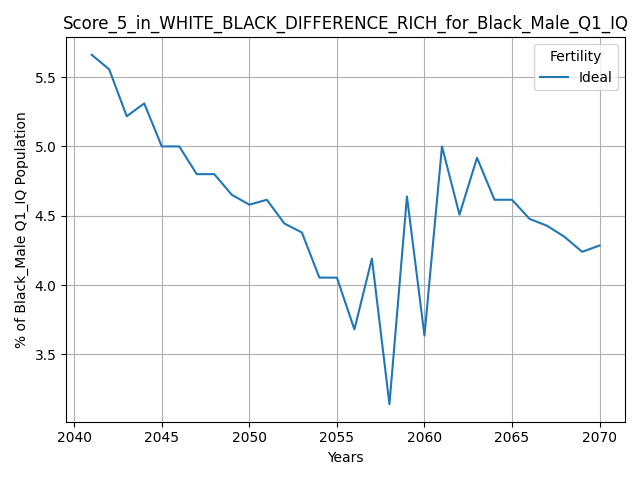 Score_5_in_WHITE_BLACK_DIFFERENCE_RICH_for_Black_Male_Q1_IQ
Fertility
Ideal
% of Black_Male Q1_IQ Population
5.5
5.0
4.5
4.0
3.5
2040
2045
2050
2055
2060
2065
2070
Years